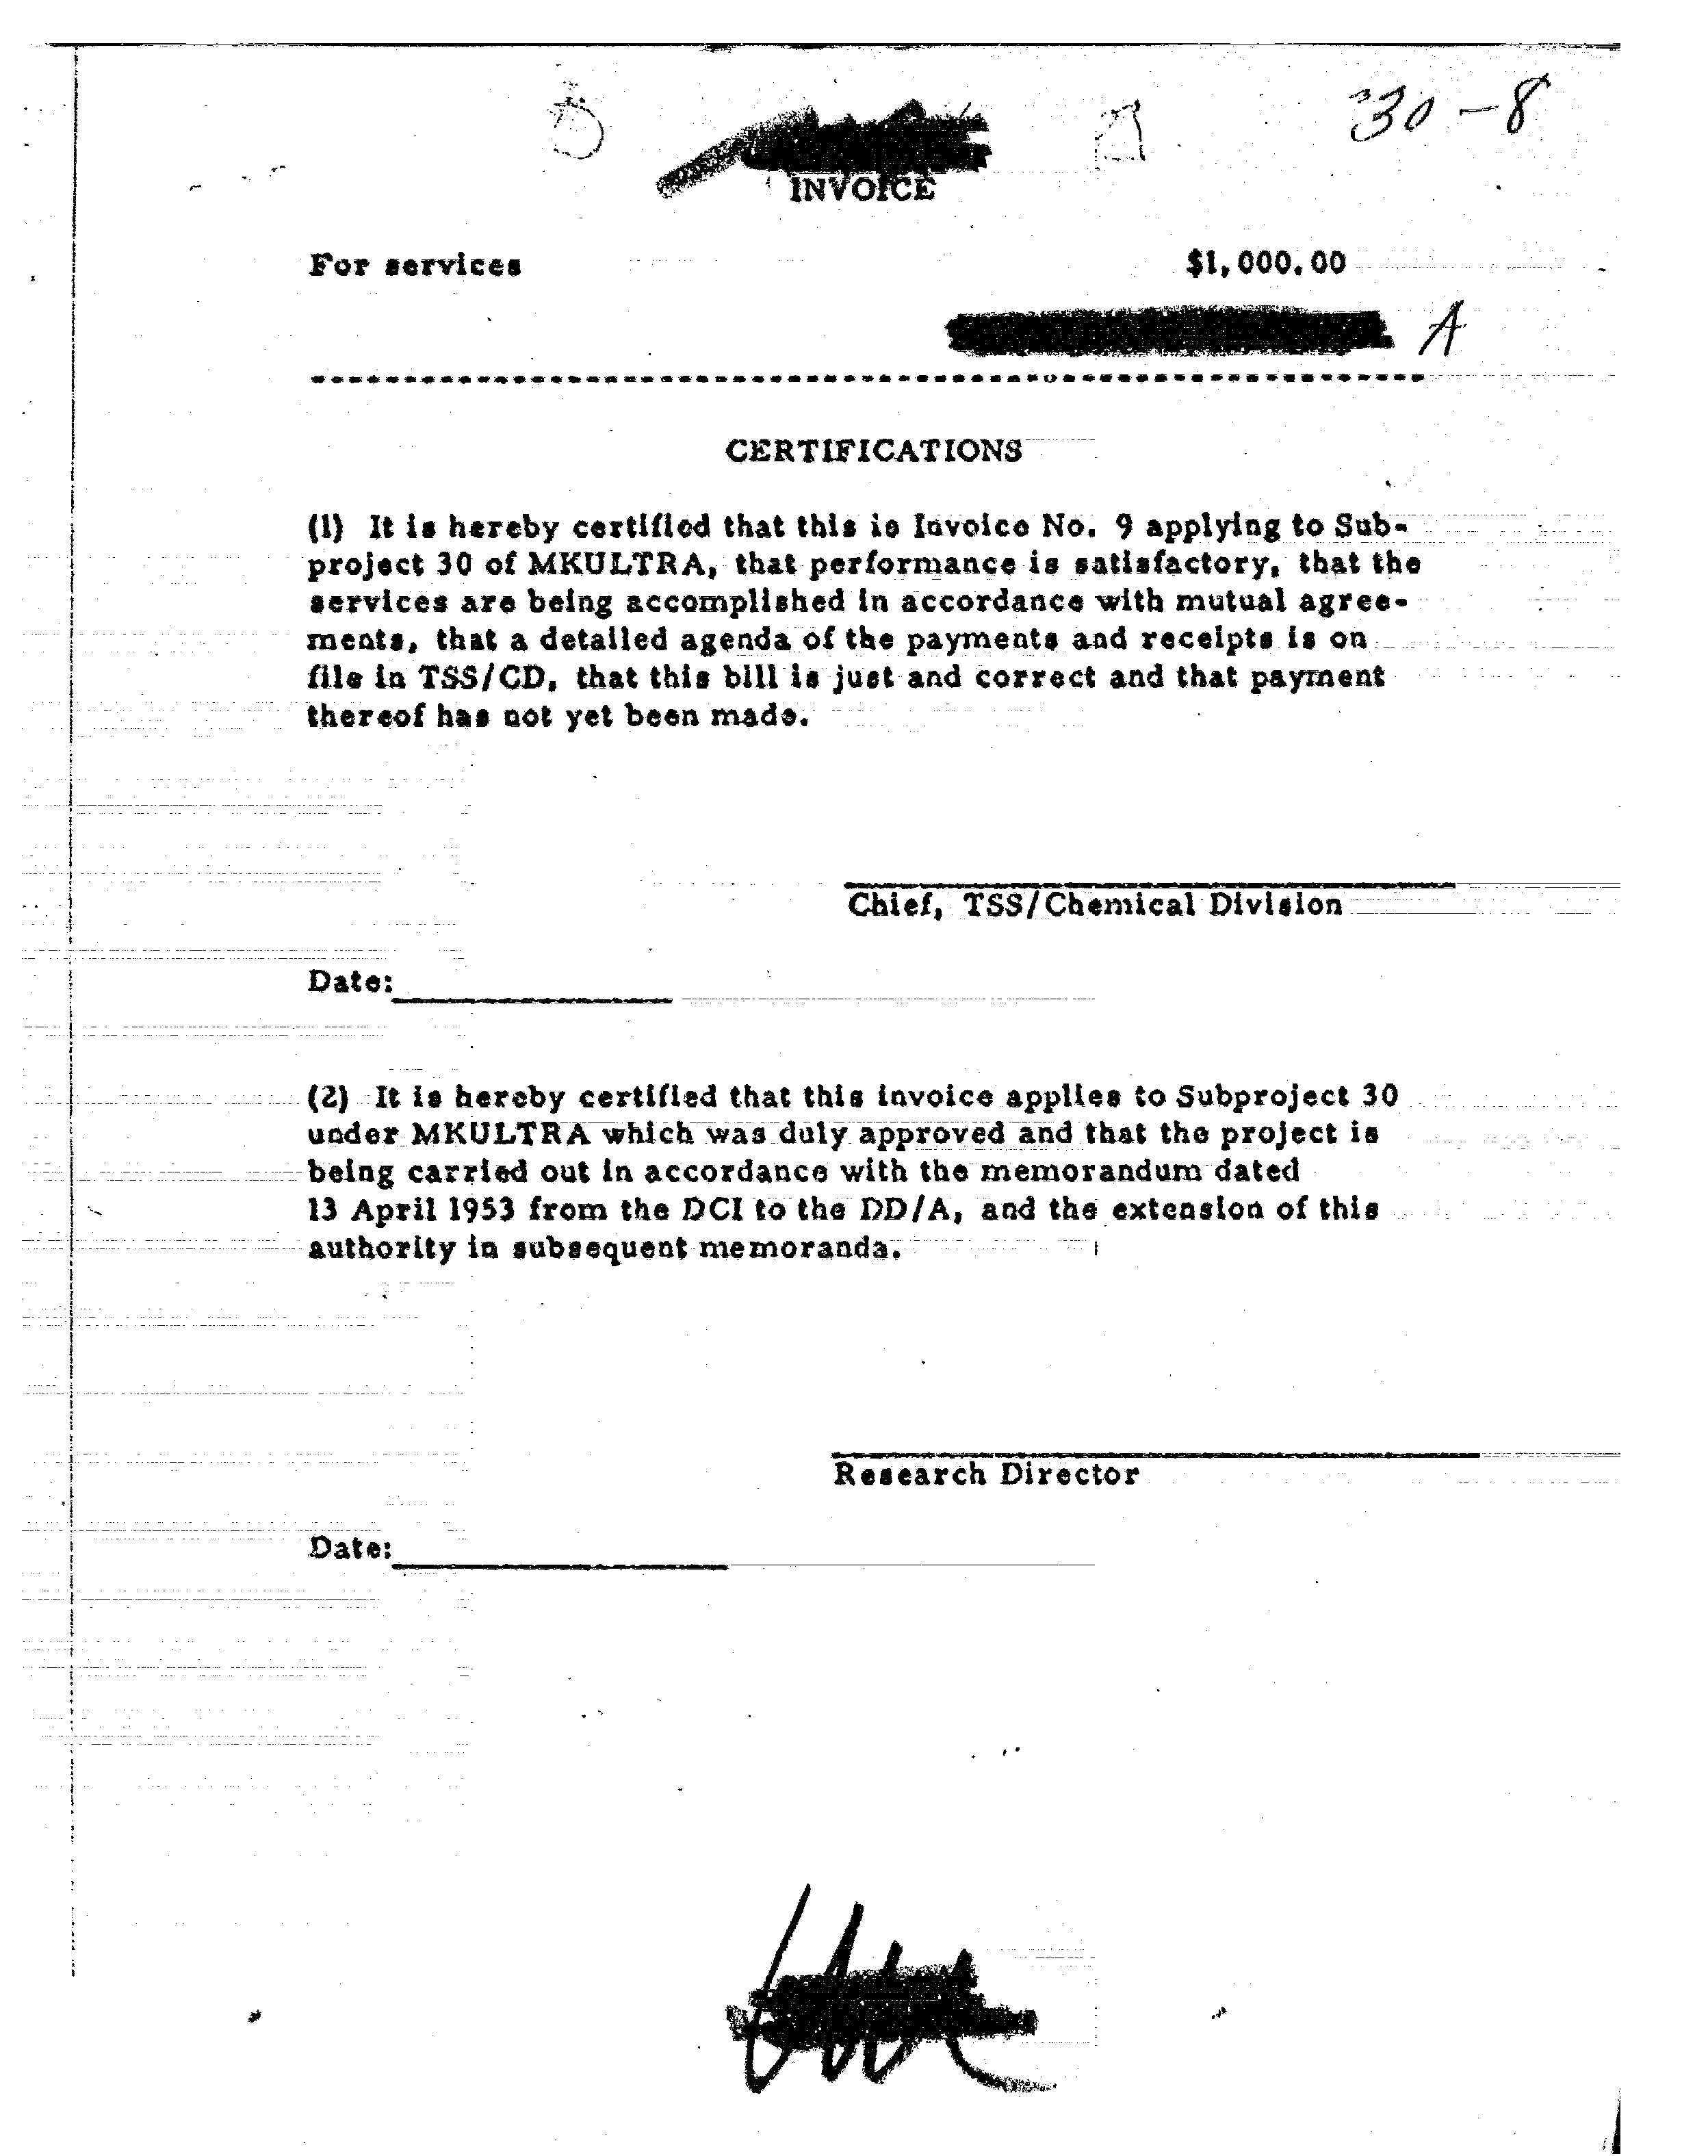 30-8
INVOICE
For services $1,000.00
A
CERTIFICATIONS
(1) It is hereby certified that this is Invoice No. 9 applying to Sub-
project 30 of MKULTRA, that performance is satisfactory, that the
services are being accomplished in accordance with mutual agree-
ments, that a detailed agenda of the payments and receipts is on
file in TSS/CD, that this bill is just and correct and that payment
thereof has not yet been made.
Chief, TSS/Chemical Division
Date:
(2) It is hereby certified that this invoice applies to Subproject 30
under MKULTRA which was duly approved and that the project is
being carried out in accordance with the memorandum dated
13 April 1953 from the DCI to the DD/A, and the extension of this
authority in subsequent memoranda.
Research Director
Date: